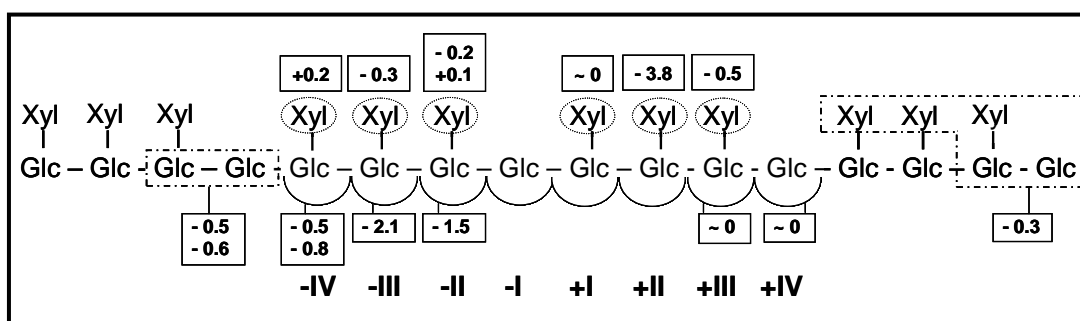 - 0.2
+0.2 - 0.3 +0.1 ~ 0 - 3.8 - 0.5
Xyl Xyl Xyl Xyl Xyl Xyl Xyl Xyl Xyl Xyl Xyl Xyl
Glc – Glc - Glc – Glc - Glc – Glc – Glc – Glc – Glc – Glc - Glc - Glc – Glc - Glc – Glc - Glc
- 0.5 - 0.5 - 2.1 - 1.5 ~ 0 ~ 0 - 0.3
- 0.6 - 0.8
-IV -III -II -I +I +II +III +IV